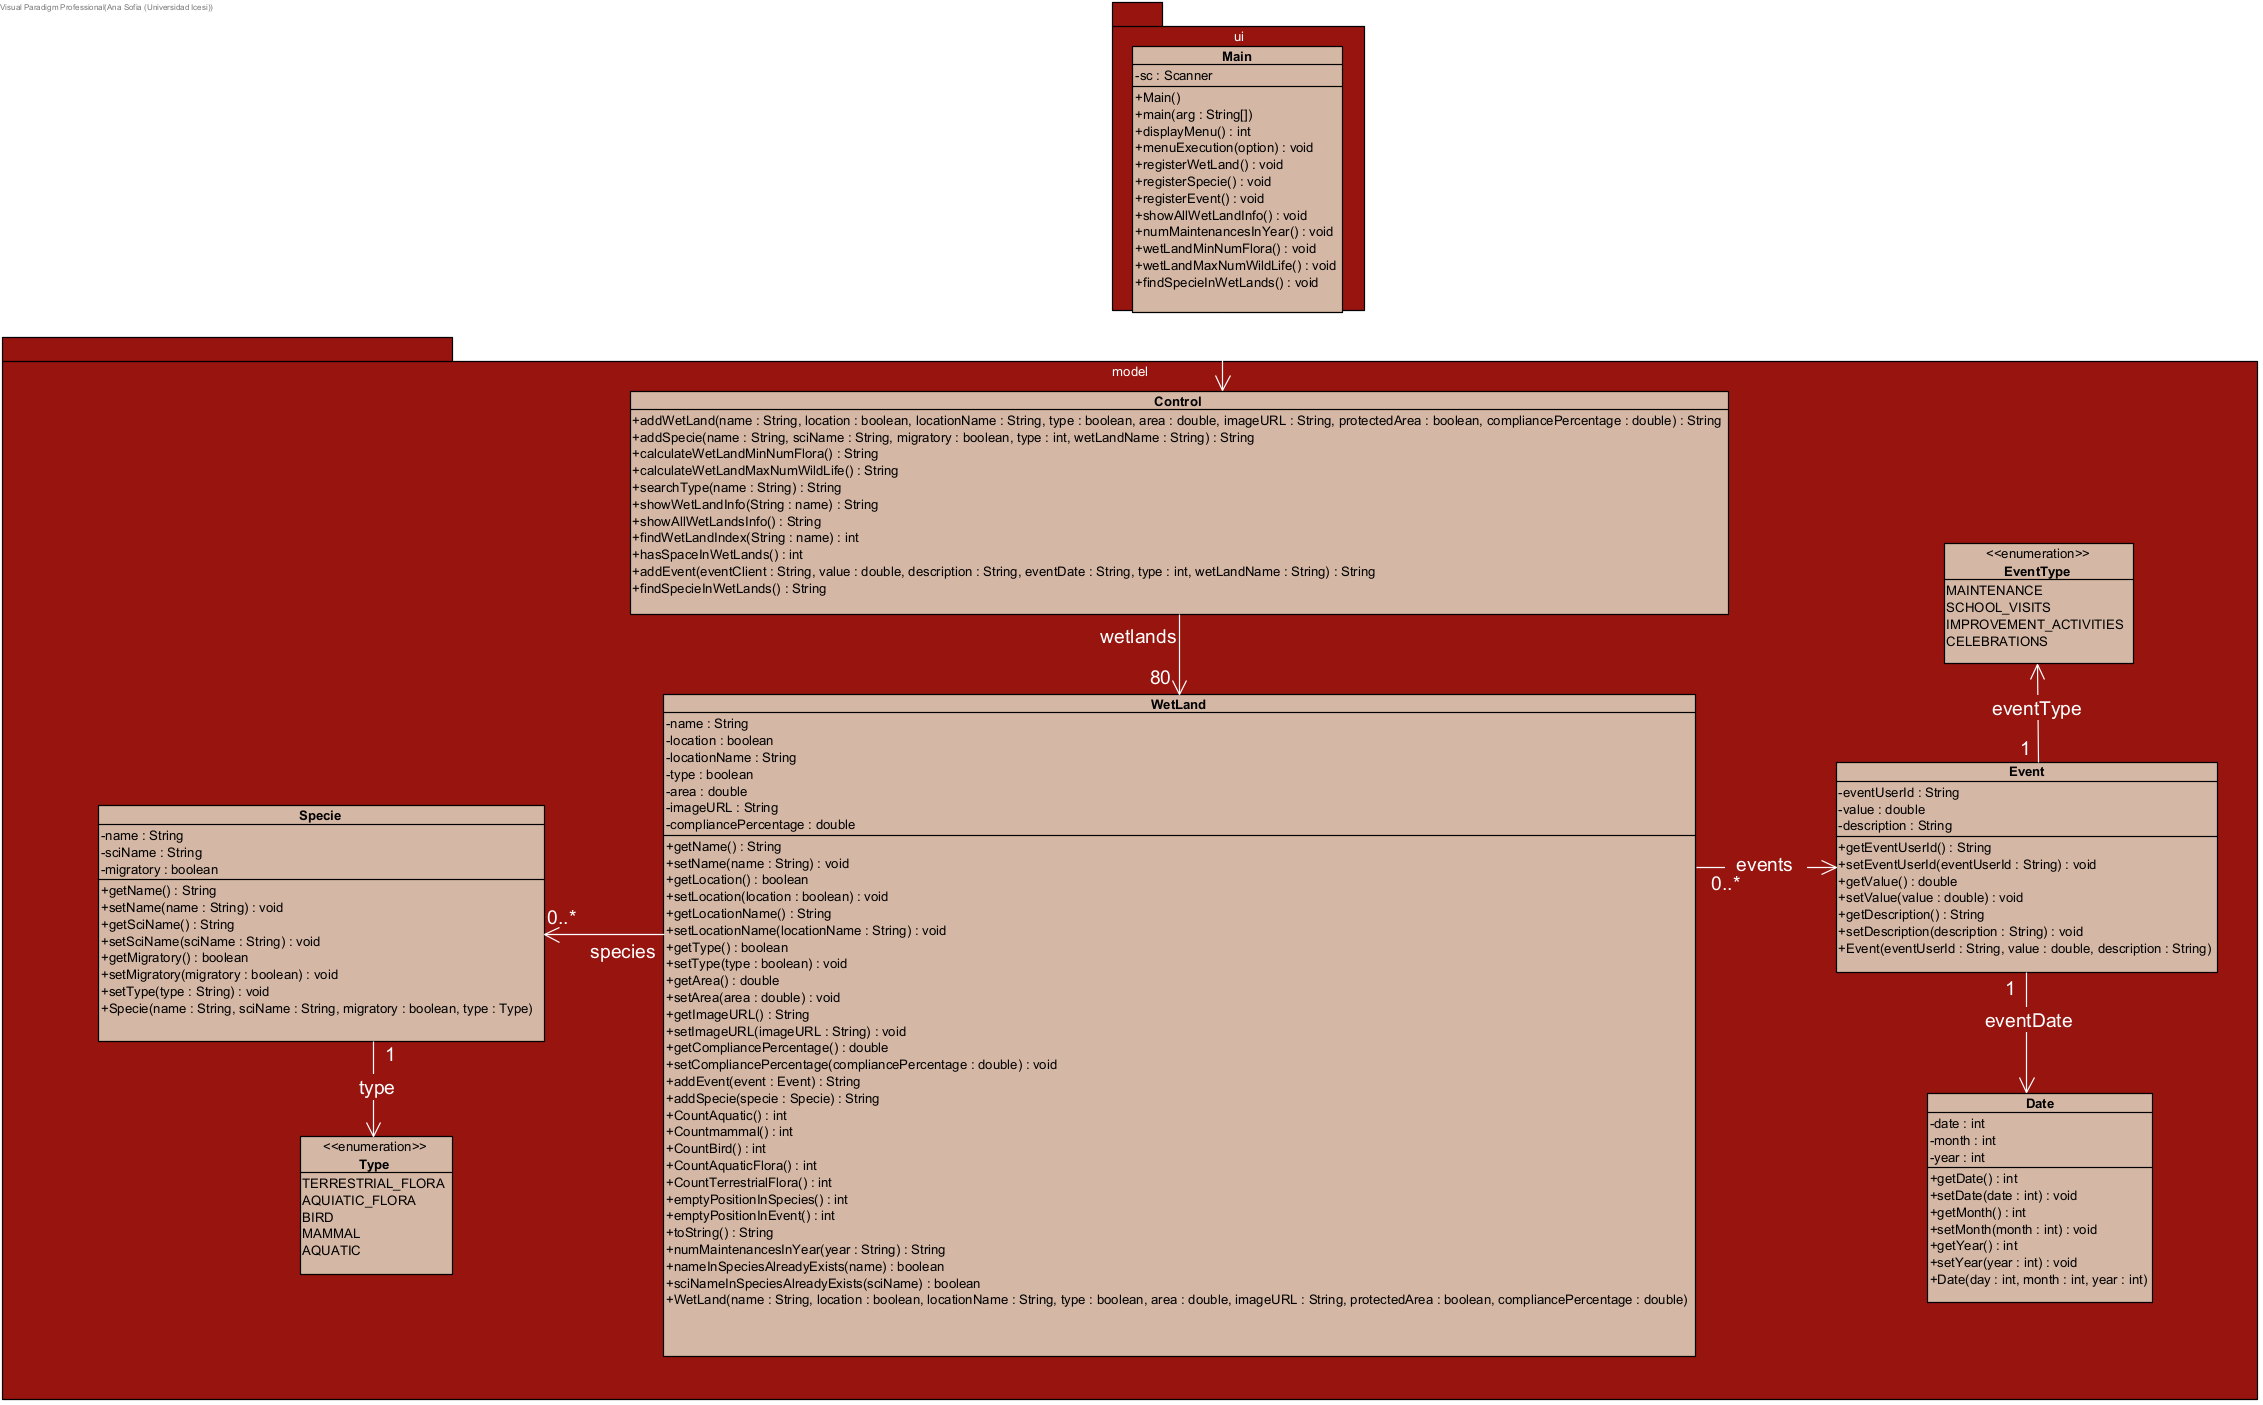 Visual Paradigm Professional(Ana Sofia (Universidad Icesi))
ui
Main
-sc : Scanner
+Main()
+main(arg : String[])
+displayMenu() : int
+menuExecution(option) : void
+registerWetLand() : void
+registerSpecie() : void
+registerEvent() : void
+showAllWetLandInfo() : void
+numMaintenancesInYear() : void
+wetLandMinNumFlora() : void
+wetLandMaxNumWildLife() : void
+findSpecieInWetLands() : void
model
Control
+addWetLand(name : String, location : boolean, locationName : String, type : boolean, area : double, imageURL : String, protectedArea : boolean, compliancePercentage : double) : String
+addSpecie(name : String, sciName : String, migratory : boolean, type : int, wetLandName : String) : String
+calculateWetLandMinNumFlora() : String
+calculateWetLandMaxNumWildLife() : String
+searchType(name : String) : String
+showWetLandInfo(String : name) : String
+showAllWetLandsInfo() : String
+findWetLandIndex(String : name) : int
+hasSpaceInWetLands() : int
+addEvent(eventClient : String, value : double, description : String, eventDate : String, type : int, wetLandName : String) : String
+findSpecieInWetLands() : String
wetlands
80
<<enumeration>>
EventType
MAINTENANCE
SCHOOL_VISITS
IMPROVEMENT_ACTIVITIES
CELEBRATIONS
eventType
1
WetLand
-name : String
-location : boolean
-locationName : String
-type : boolean
-area : double
-imageURL : String
-compliancePercentage : double
+getName() : String
+setName(name : String) : void
+getLocation() : boolean
+setLocation(location : boolean) : void
+getLocationName() : String
+setLocationName(locationName : String) : void
+getType() : boolean
+setType(type : boolean) : void
+getArea() : double
+setArea(area : double) : void
+getImageURL() : String
+setImageURL(imageURL : String) : void
+getCompliancePercentage() : double
+setCompliancePercentage(compliancePercentage : double) : void
+addEvent(event : Event) : String
+addSpecie(specie : Specie) : String
+CountAquatic() : int
+Countmammal() : int
+CountBird() : int
+CountAquaticFlora() : int
+CountTerrestrialFlora() : int
+emptyPositionInSpecies() : int
+emptyPositionInEvent() : int
+toString() : String
+numMaintenancesInYear(year : String) : String
+nameInSpeciesAlreadyExists(name) : boolean
+sciNameInSpeciesAlreadyExists(sciName) : boolean
+WetLand(name : String, location : boolean, locationName : String, type : boolean, area : double, imageURL : String, protectedArea : boolean, compliancePercentage : double)
Specie
-name : String
-sciName : String
-migratory : boolean
+getName() : String
+setName(name : String) : void
+getSciName() : String
+setSciName(sciName : String) : void
+getMigratory() : boolean
+setMigratory(migratory : boolean) : void
+setType(type : String) : void
+Specie(name : String, sciName : String, migratory : boolean, type : Type)
0..*
species
1
type
<<enumeration>>
Type
TERRESTRIAL_FLORA
AQUIATIC_FLORA
BIRD
MAMMAL
AQUATIC
events
0..*
Event
-eventUserId : String
-value : double
-description : String
+getEventUserId() : String
+setEventUserId(eventUserId : String) : void
+getValue() : double
+setValue(value : double) : void
+getDescription() : String
+setDescription(description : String) : void
+Event(eventUserId : String, value : double, description : String)
1
eventDate
Date
-date : int
-month : int
-year : int
+getDate() : int
+setDate(date : int) : void
+getMonth() : int
+setMonth(month : int) : void
+getYear() : int
+setYear(year : int) : void
+Date(day : int, month : int, year : int)